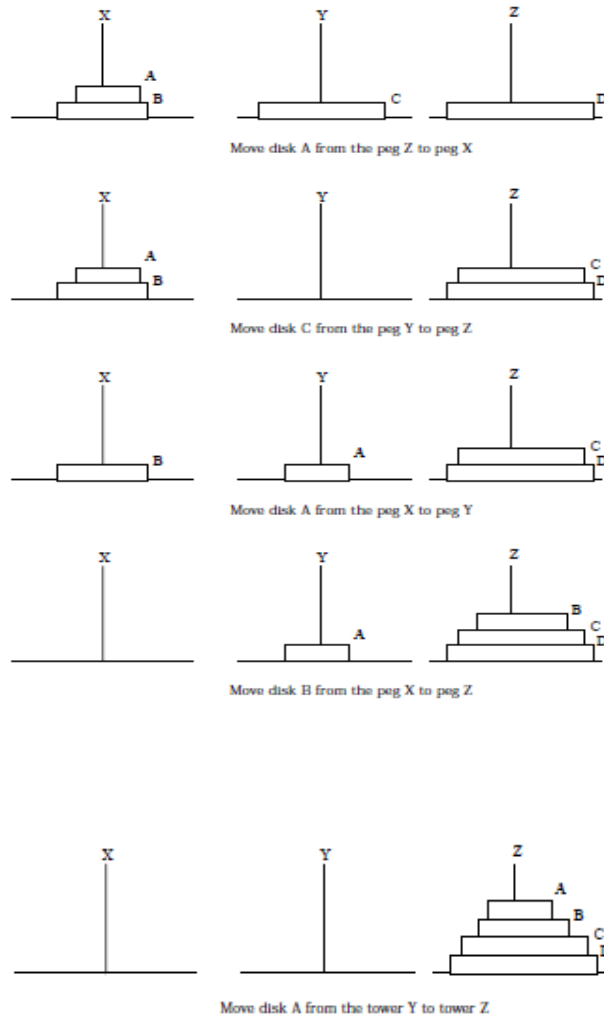 X Y Z
A
B C D
Move disk A from the peg Z to peg X
X Y Z
A C
B D
Move disk C from the peg Y to peg Z
X Y Z
B A C
D
Move disk A from the peg X to peg Y
X Y Z
B
A C
D
Move disk B from the peg X to peg Z
X Y Z
A
B
C
D
Move disk A from the tower Y to tower Z